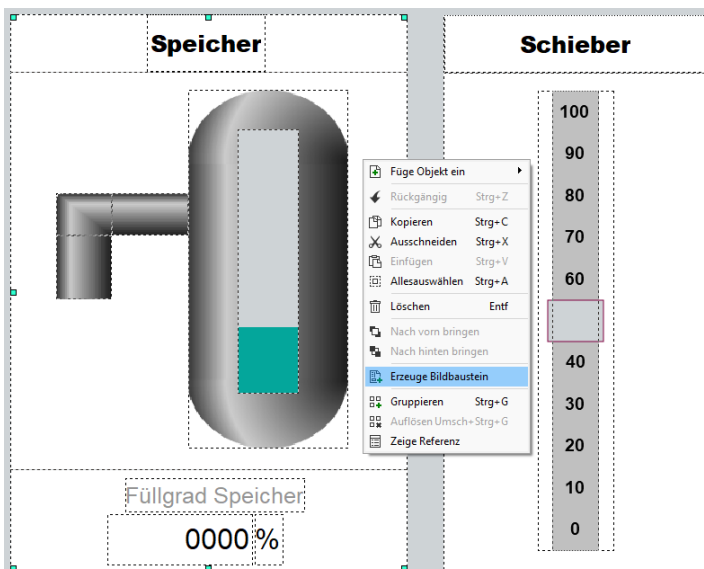 Speicher
Schieber
100
90
80
70
60
40
30
20
10
0
Füge Objekt ein
Rückgängig Strg+Z
Kopieren Strg+C
Ausschneiden Strg+X
Einfügen Strg+V
Allesauswählen Strg+A
Löschen Entf
Nach vorn bringen
Nach hinten bringen
Erzeuge Bildbaustein
Gruppieren Strg+G
Auflösen Umsch+Strg+G
Zeige Referenz
Füllgrad Speicher
0000 %